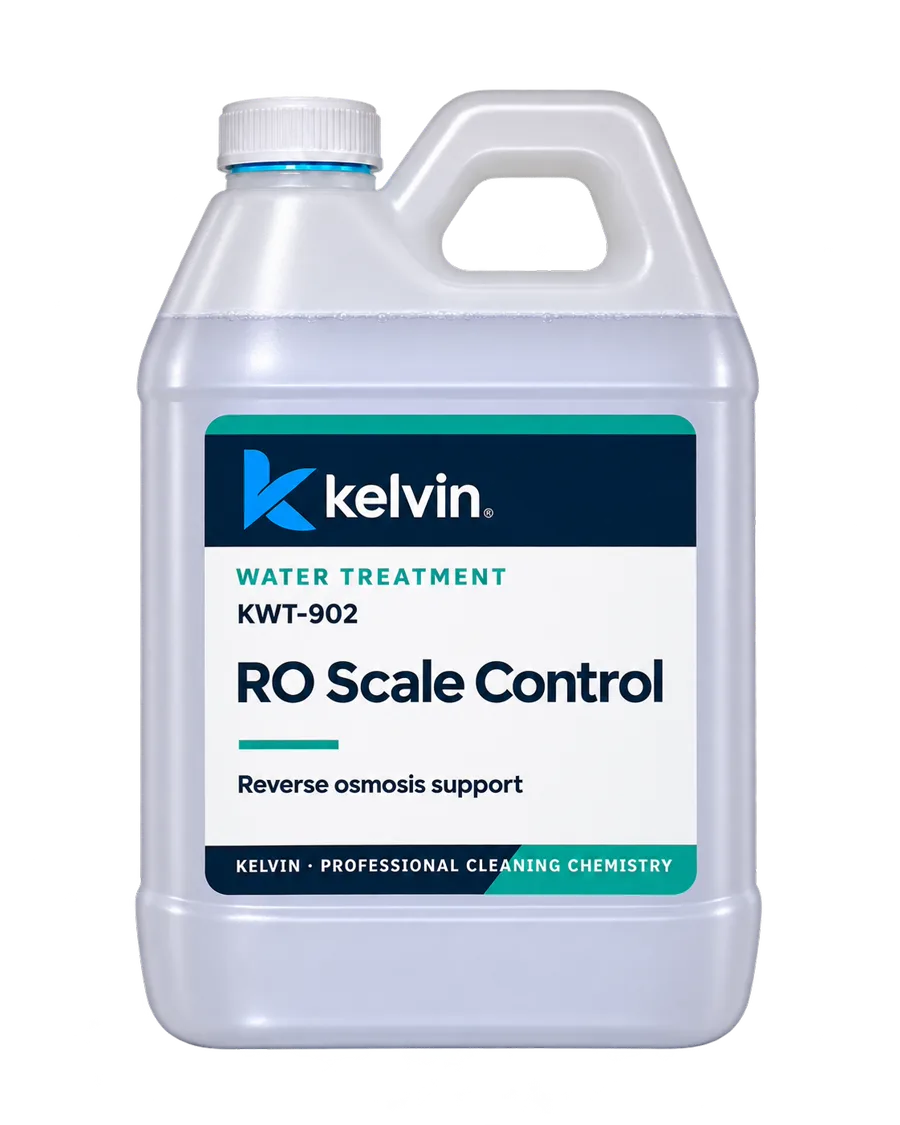 kelvin®
WATER TREATMENT
KWT-902
RO Scale Control
Reverse osmosis support
KELVIN · PROFESSIONAL CLEANING CHEMISTRY